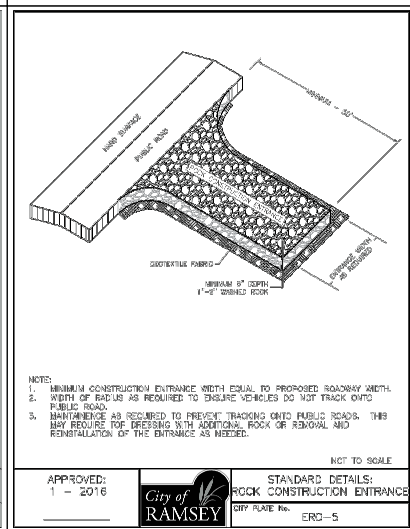 HARD SURFACE
PUBLIC ROAD
ROCK CONSTRUCTION ENTRANCE
MINIMUM - 50'
ENTRANCE WIDTH
AS REQUIRED
GEOTEXTILE FABRIC
MINIMUM 6" DEPTH
1"-2" WASHED ROCK
NOTE:
1. MINIMUM CONSTRUCTION ENTRANCE WIDTH EQUAL TO PROPOSED ROADWAY WIDTH.
2. WIDTH OF RADIUS AS REQUIRED TO ENSURE VEHICLES DO NOT TRACK ONTO
PUBLIC ROAD.
3. MAINTAINENCE AS REQUIRED TO PREVENT TRACKING ONTO PUBLIC ROADS. THIS
MAY REQUIRE TOP DRESSING WITH ADDITIONAL ROCK OR REMOVAL AND
REINSTALLATION OF THE ENTRANCE AS NEEDED.
NOT TO SCALE
APPROVED:
1 - 2016
City of
RAMSEY
STANDARD DETAILS:
ROCK CONSTRUCTION ENTRANCE
CITY PLATE No.
ERO-5